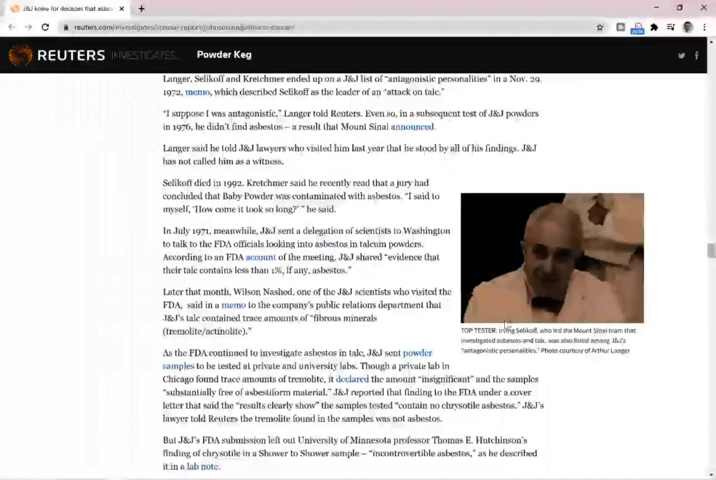 J&J knew for decades that asbes
reuters.com/investigates/special-report/johnsonandjohnson-cancer/
REUTERS INVESTIGATES Powder Keg
Langer, Selikoff and Kretchmer ended up on a J&J list of “antagonistic personalities” in a Nov. 29,
1972, memo, which described Selikoff as the leader of an “attack on talc.”
“I suppose I was antagonistic,” Langer told Reuters. Even so, in a subsequent test of J&J powders
in 1976, he didn’t find asbestos – a result that Mount Sinai announced.
Langer said he told J&J lawyers who visited him last year that he stood by all of his findings. J&J
has not called him as a witness.
Selikoff died in 1992. Kretchmer said he recently read that a jury had
concluded that Baby Powder was contaminated with asbestos. “I said to
myself, ‘How come it took so long?’ ” he said.
In July 1971, meanwhile, J&J sent a delegation of scientists to Washington
to talk to the FDA officials looking into asbestos in talcum powders.
According to an FDA account of the meeting, J&J shared “evidence that
their talc contains less than 1%, if any, asbestos.”
Later that month, Wilson Nashed, one of the J&J scientists who visited the
FDA, said in a memo to the company’s public relations department that
J&J’s talc contained trace amounts of “fibrous minerals
(tremolite/actinolite).”
TOP TESTER: Irving Selikoff, who led the Mount Sinai team that
investigated asbestos and talc, was also listed among J&J’s
“antagonistic personalities.” Photo courtesy of Arthur Langer
As the FDA continued to investigate asbestos in talc, J&J sent powder
samples to be tested at private and university labs. Though a private lab in
Chicago found trace amounts of tremolite, it declared the amount “insignificant” and the samples
“substantially free of asbestiform material.” J&J reported that finding to the FDA under a cover
letter that said the “results clearly show” the samples tested “contain no chrysotile asbestos.” J&J’s
lawyer told Reuters the tremolite found in the samples was not asbestos.
But J&J’s FDA submission left out University of Minnesota professor Thomas E. Hutchinson’s
finding of chrysotile in a Shower to Shower sample – “incontrovertible asbestos,” as he described
it in a lab note.